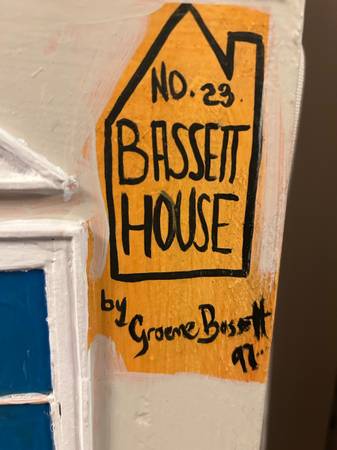 NO. 23.
BASSETT
HOUSE
by
Graeme Bassett
97..